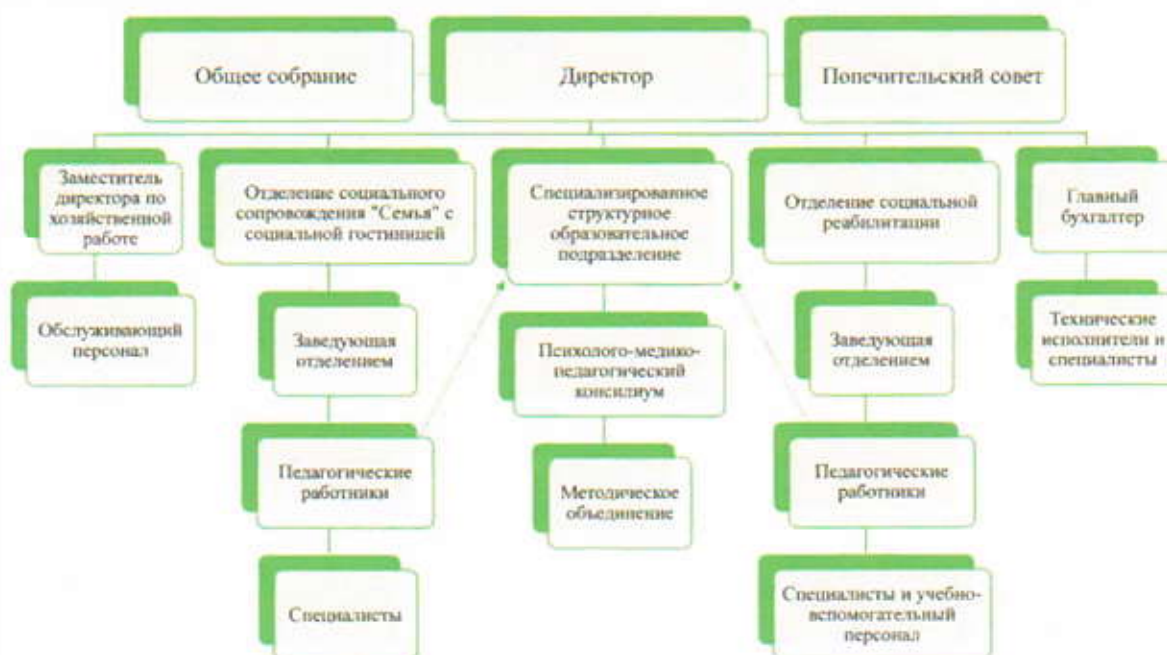 Общее собрание
Директор
Попечительский совет
Заместитель
директора по
хозяйственной
работе
Отделение социального
сопровождения "Семья" с
социальной гостиницей
Специализированное
структурное
образовательное
подразделение
Отделение социальной
реабилитации
Главный
бухгалтер
Обслуживающий
персонал
Заведующая
отделением
Психолого-медико-
педагогический
консилиум
Заведующая
отделением
Технические
исполнители и
специалисты
Педагогические
работники
Методическое
объединение
Педагогические
работники
Специалисты
Специалисты и учебно-
вспомогательный
персонал